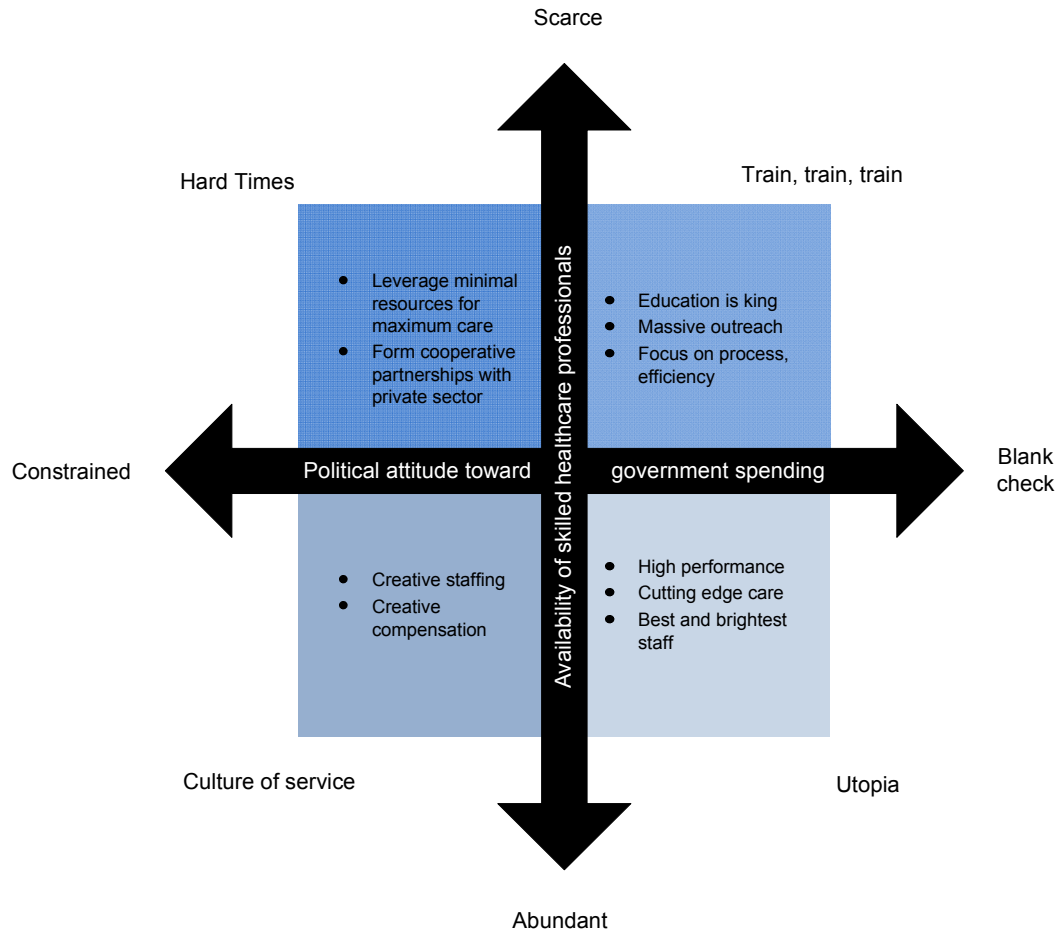 Scarce
Hard Times
Train, train, train
● Leverage minimal
resources for
maximum care
● Form cooperative
partnerships with
private sector
● Education is king
● Massive outreach
● Focus on process,
efficiency
Availability of skilled healthcare professionals
Constrained
Political attitude toward government spending
Blank
check
● Creative staffing
● Creative
compensation
● High performance
● Cutting edge care
● Best and brightest
staff
Culture of service
Utopia
Abundant